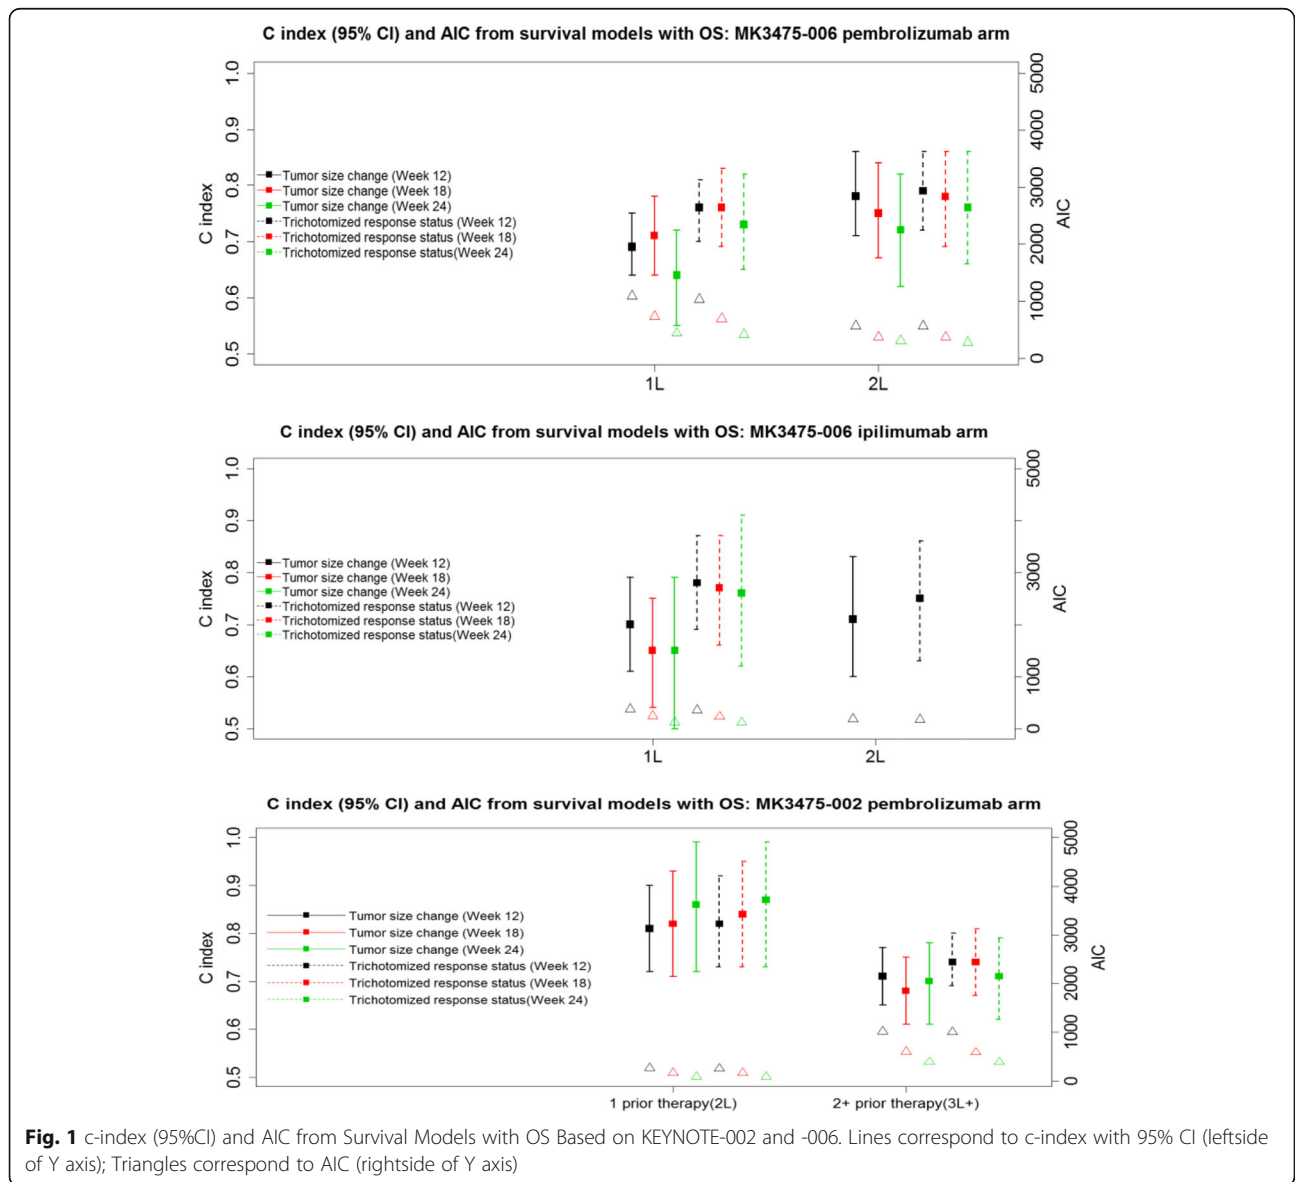 C index (95% CI) and AIC from survival models with OS: MK3475-006 pembrolizumab arm
1.0
0.9
0.8
0.7
0.6
0.5
C index
Tumor size change (Week 12)
Tumor size change (Week 18)
Tumor size change (Week 24)
Trichotomized response status (Week 12)
Trichotomized response status (Week 18)
Trichotomized response status(Week 24)
5000
4000
3000
2000
1000
0
AIC
1L
2L
C index (95% CI) and AIC from survival models with OS: MK3475-006 ipilimumab arm
1.0
0.9
0.8
0.7
0.6
0.5
C index
Tumor size change (Week 12)
Tumor size change (Week 18)
Tumor size change (Week 24)
Trichotomized response status (Week 12)
Trichotomized response status (Week 18)
Trichotomized response status(Week 24)
5000
3000
1000
0
AIC
1L
2L
C index (95% CI) and AIC from survival models with OS: MK3475-002 pembrolizumab arm
1.0
0.9
0.8
0.7
0.6
0.5
C index
Tumor size change (Week 12)
Tumor size change (Week 18)
Tumor size change (Week 24)
Trichotomized response status (Week 12)
Trichotomized response status (Week 18)
Trichotomized response status(Week 24)
5000
4000
3000
2000
1000
0
AIC
1 prior therapy(2L)
2+ prior therapy(3L+)
Fig. 1 c-index (95%CI) and AIC from Survival Models with OS Based on KEYNOTE-002 and -006. Lines correspond to c-index with 95% CI (leftside
of Y axis); Triangles correspond to AIC (rightside of Y axis)